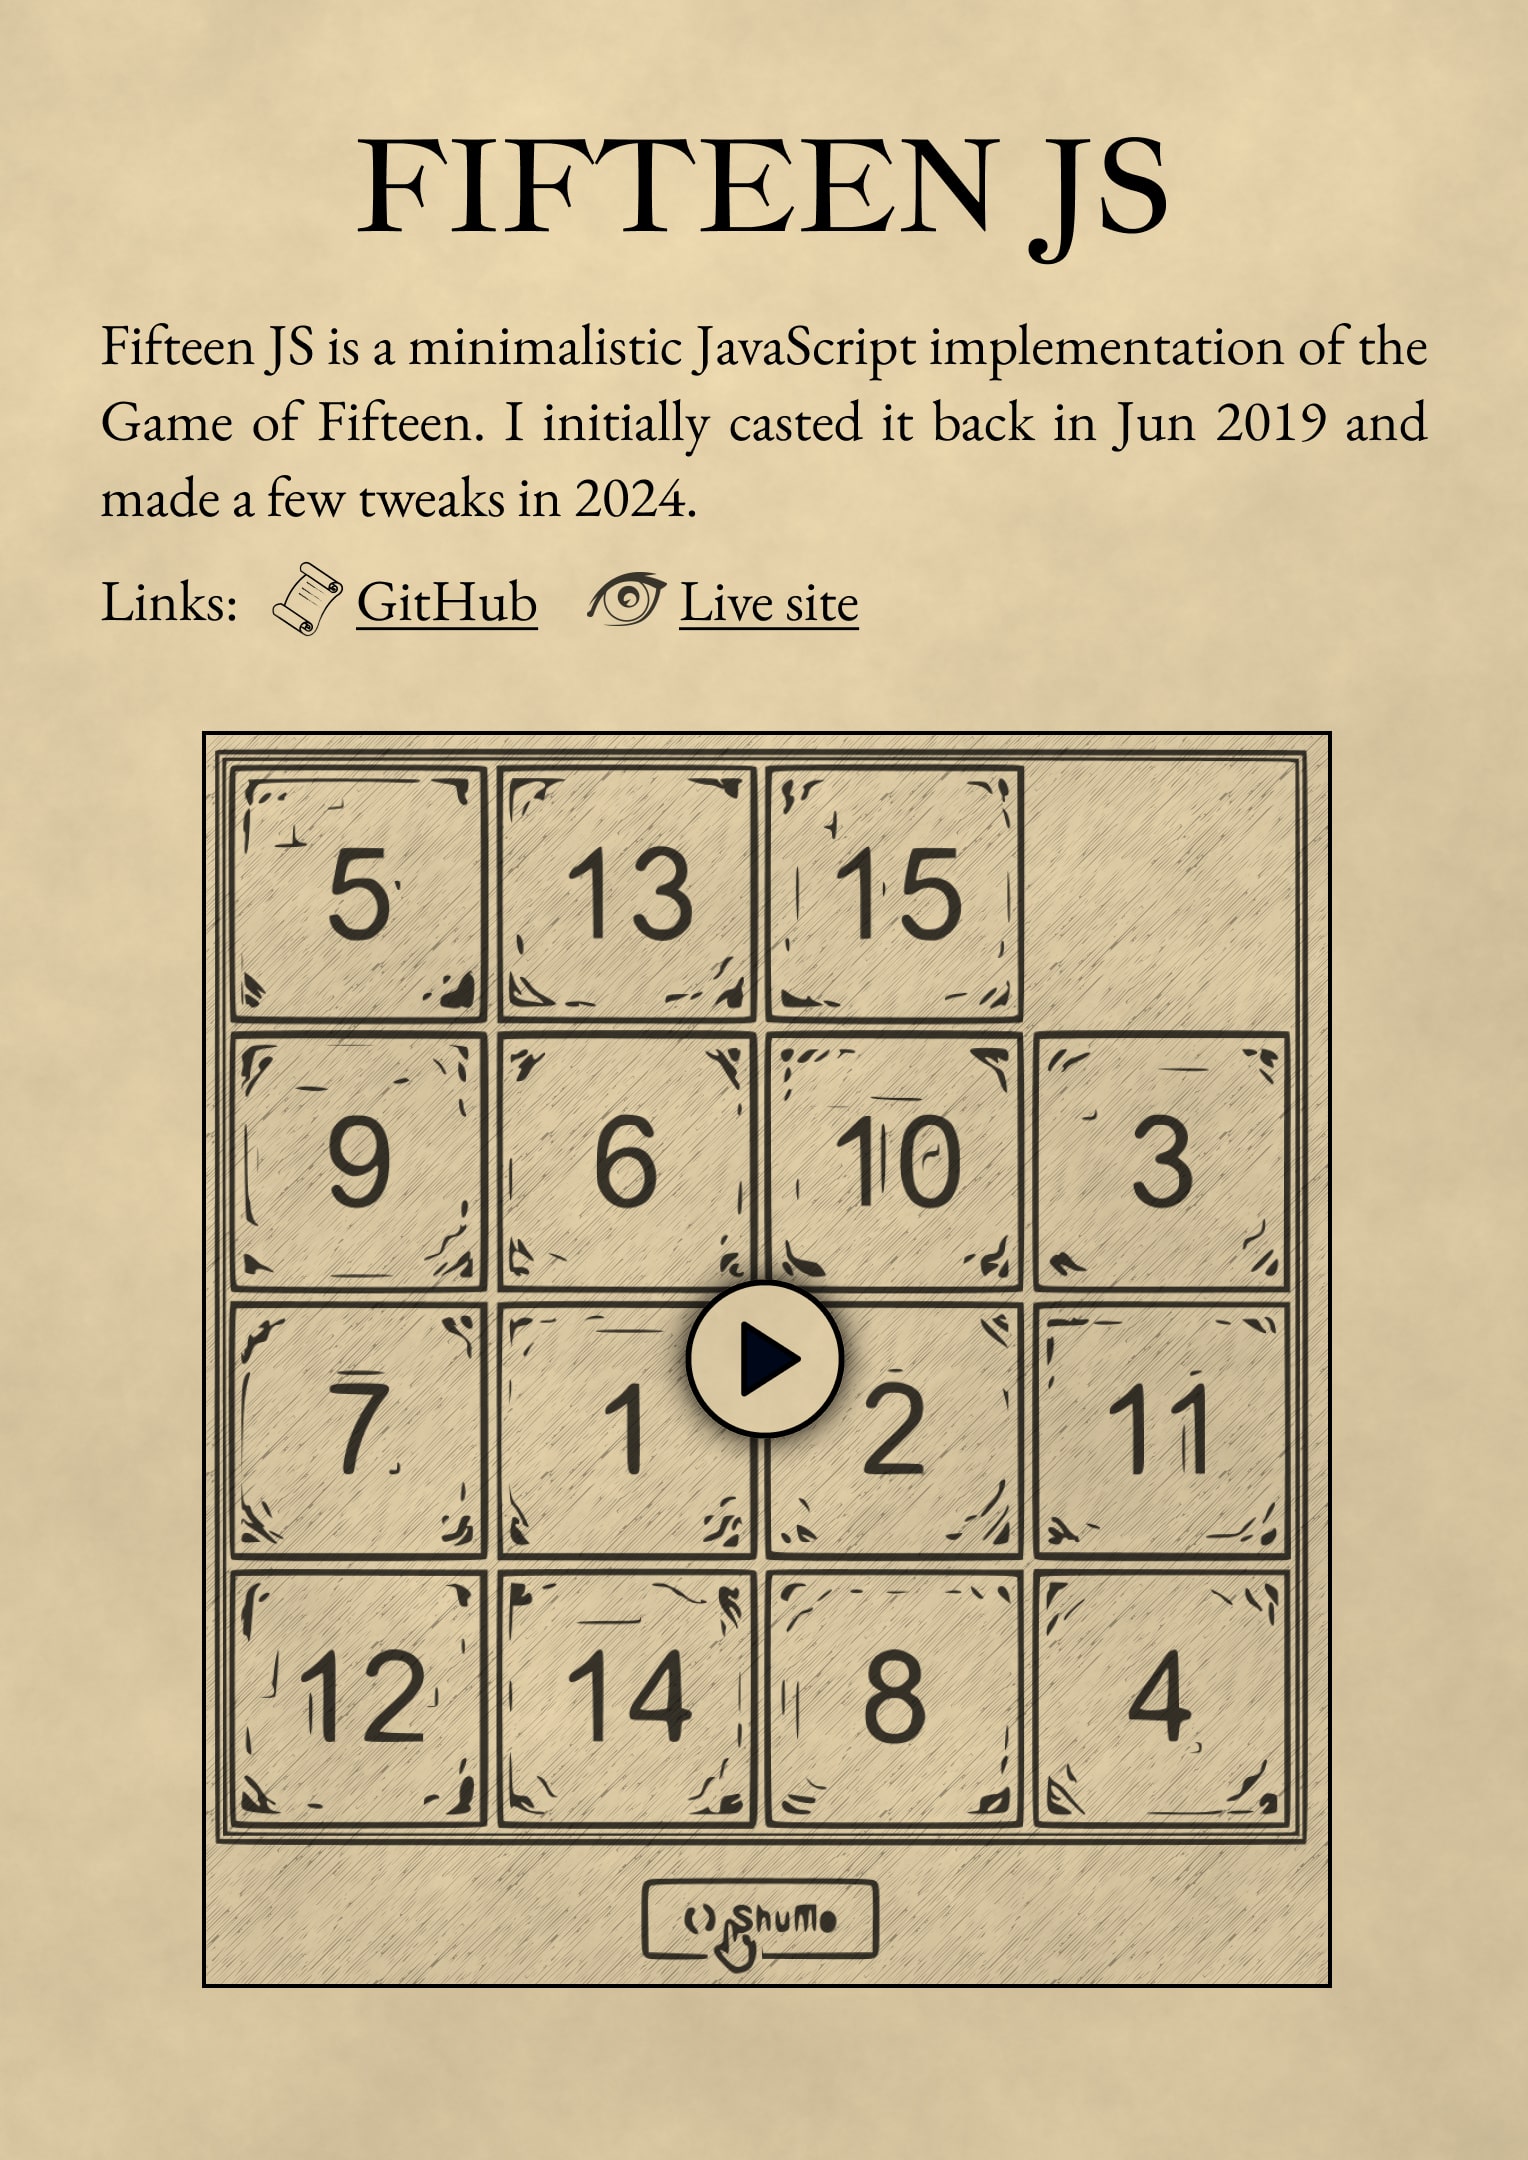 FIFTEEN JS
Fifteen JS is a minimalistic JavaScript implementation of the
Game of Fifteen. I initially casted it back in Jun 2019 and
made a few tweaks in 2024.
Links: GitHub Live site
5 13 15
9 6 10 3
7 1 2 11
12 14 8 4